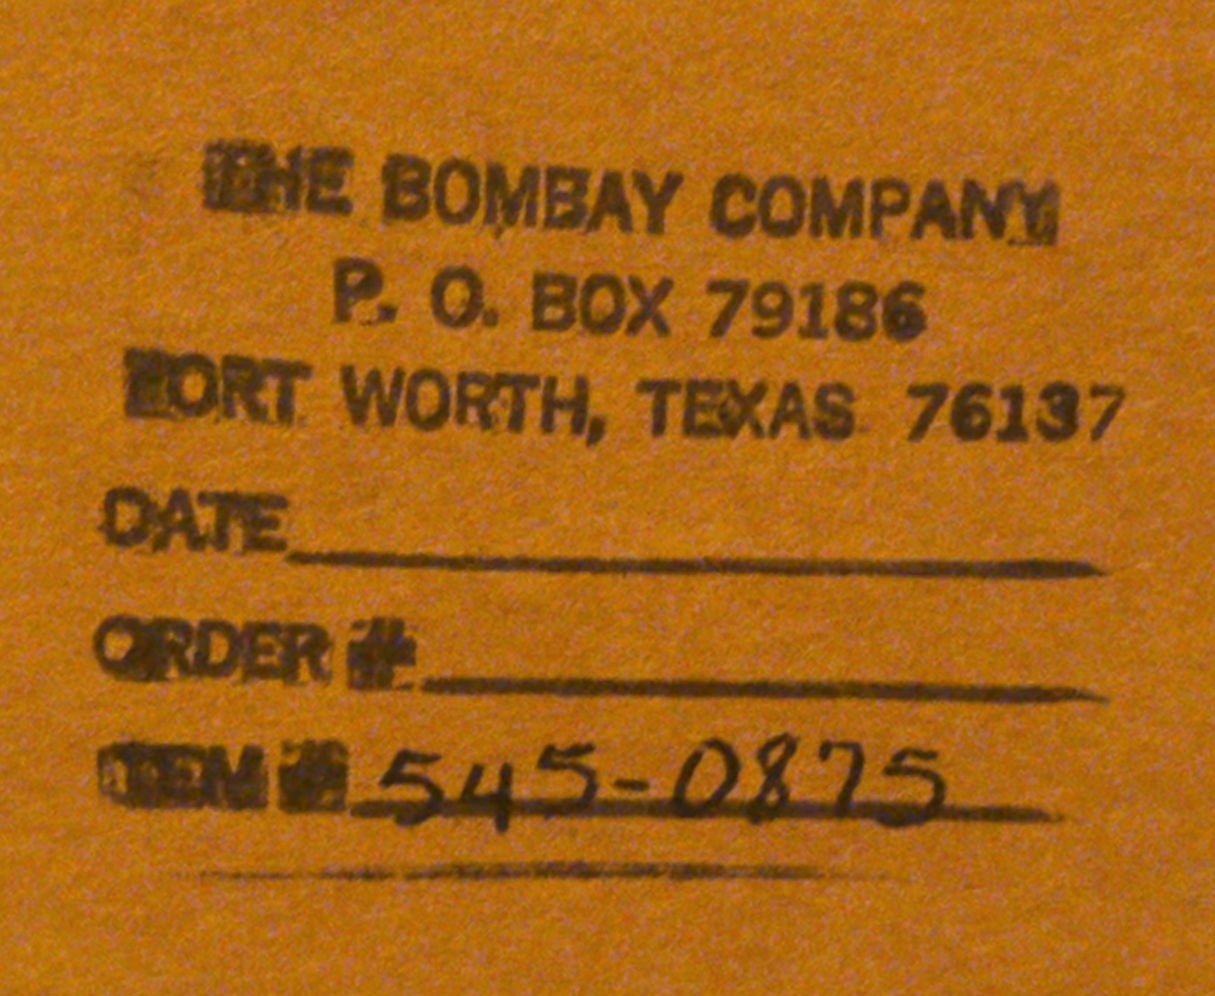 THE BOMBAY COMPANY
P. O. BOX 79186
FORT WORTH, TEXAS 76137
DATE
ORDER #
ITEM # 545-0875